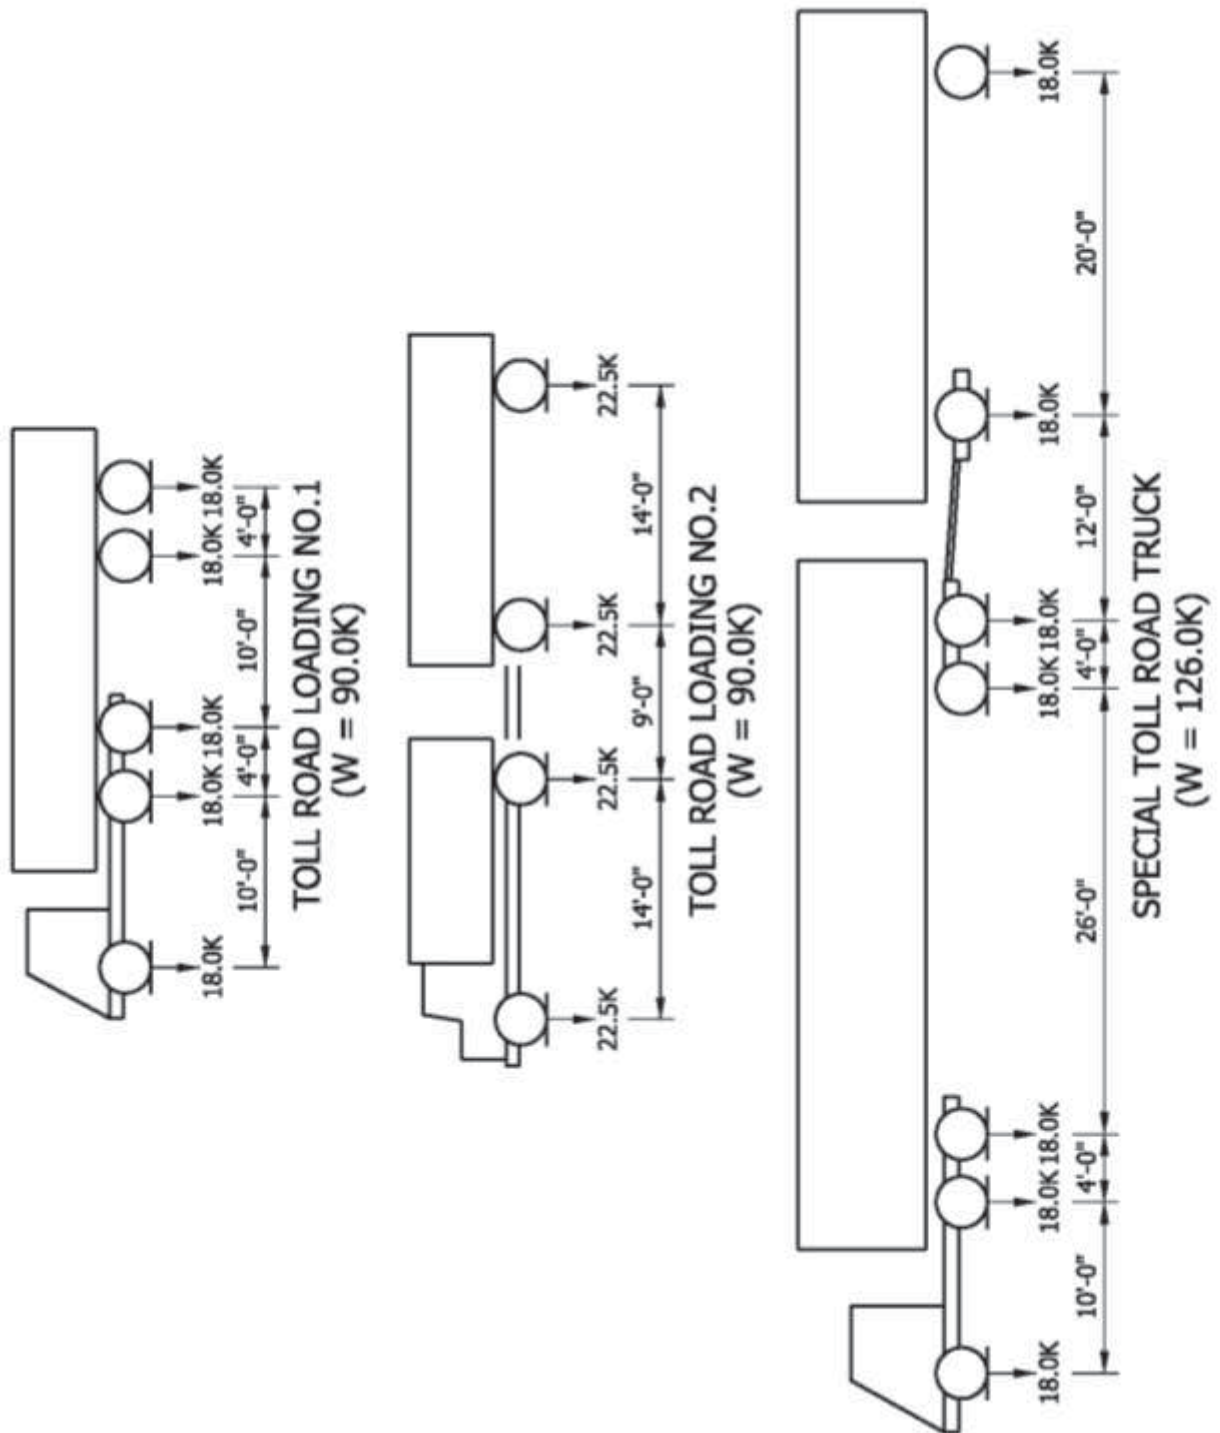 18.0K 18.0K 18.0K 18.0K 18.0K
10'-0" 4'-0" 10'-0" 4'-0"
TOLL ROAD LOADING NO.1
(W = 90.0K)
22.5K 22.5K 22.5K 22.5K
14'-0" 9'-0" 14'-0"
TOLL ROAD LOADING NO.2
(W = 90.0K)
18.0K 18.0K 18.0K 18.0K 18.0K 18.0K 18.0K
10'-0" 4'-0" 26'-0" 4'-0" 12'-0" 20'-0"
SPECIAL TOLL ROAD TRUCK
(W = 126.0K)